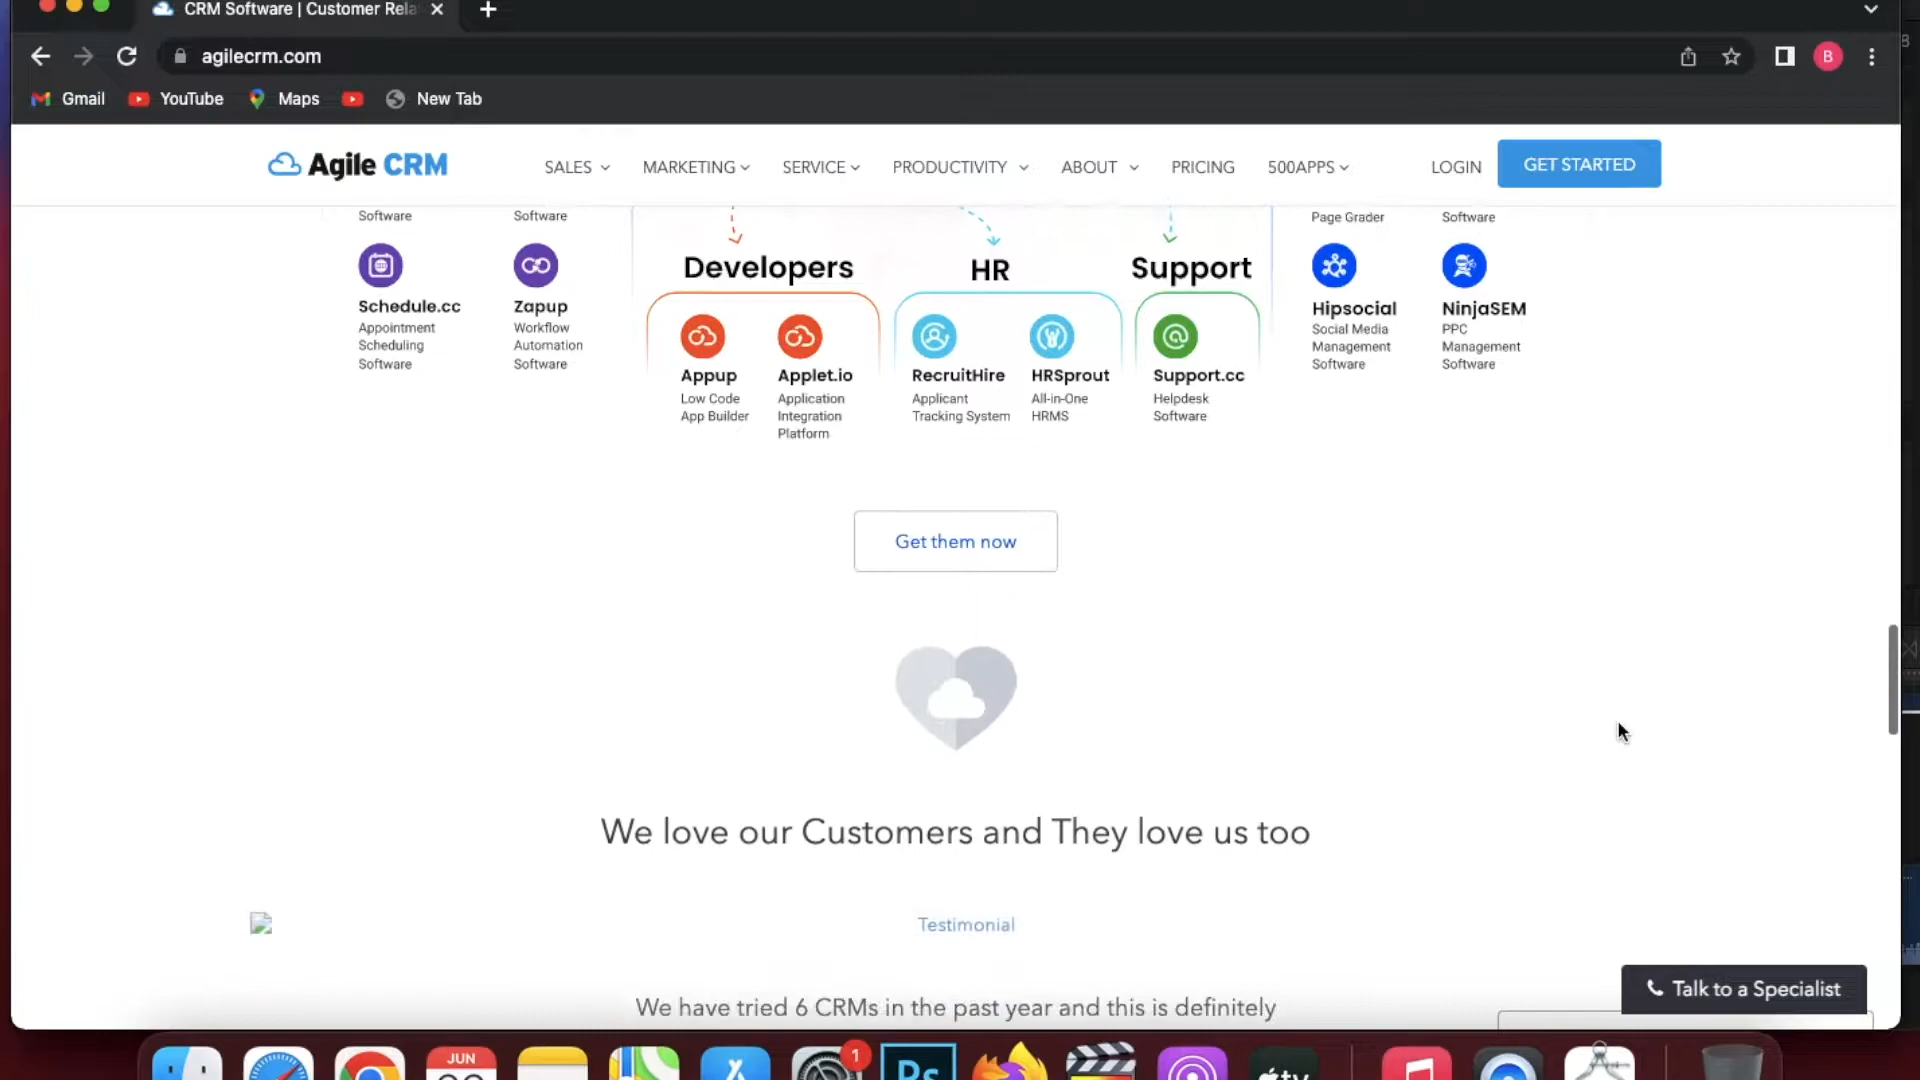 CRM Software | Customer Rela
agilecrm.com
B
Gmail
YouTube
Maps
New Tab
Agile CRM
SALES
MARKETING
SERVICE
PRODUCTIVITY
ABOUT
PRICING
500APPS
LOGIN
GET STARTED
Software
Software
Page Grader
Software
Developers
HR
Support
Schedule.cc
Appointment
Scheduling
Software
Zapup
Workflow
Automation
Software
Appup
Low Code
App Builder
Applet.io
Application
Integration
Platform
RecruitHire
Applicant
Tracking System
HRSprout
All-in-One
HRMS
Support.cc
Helpdesk
Software
Hipsocial
Social Media
Management
Software
NinjaSEM
PPC
Management
Software
Get them now
We love our Customers and They love us too
Testimonial
We have tried 6 CRMs in the past year and this is definitely
Talk to a Specialist
JUN
1
Ps